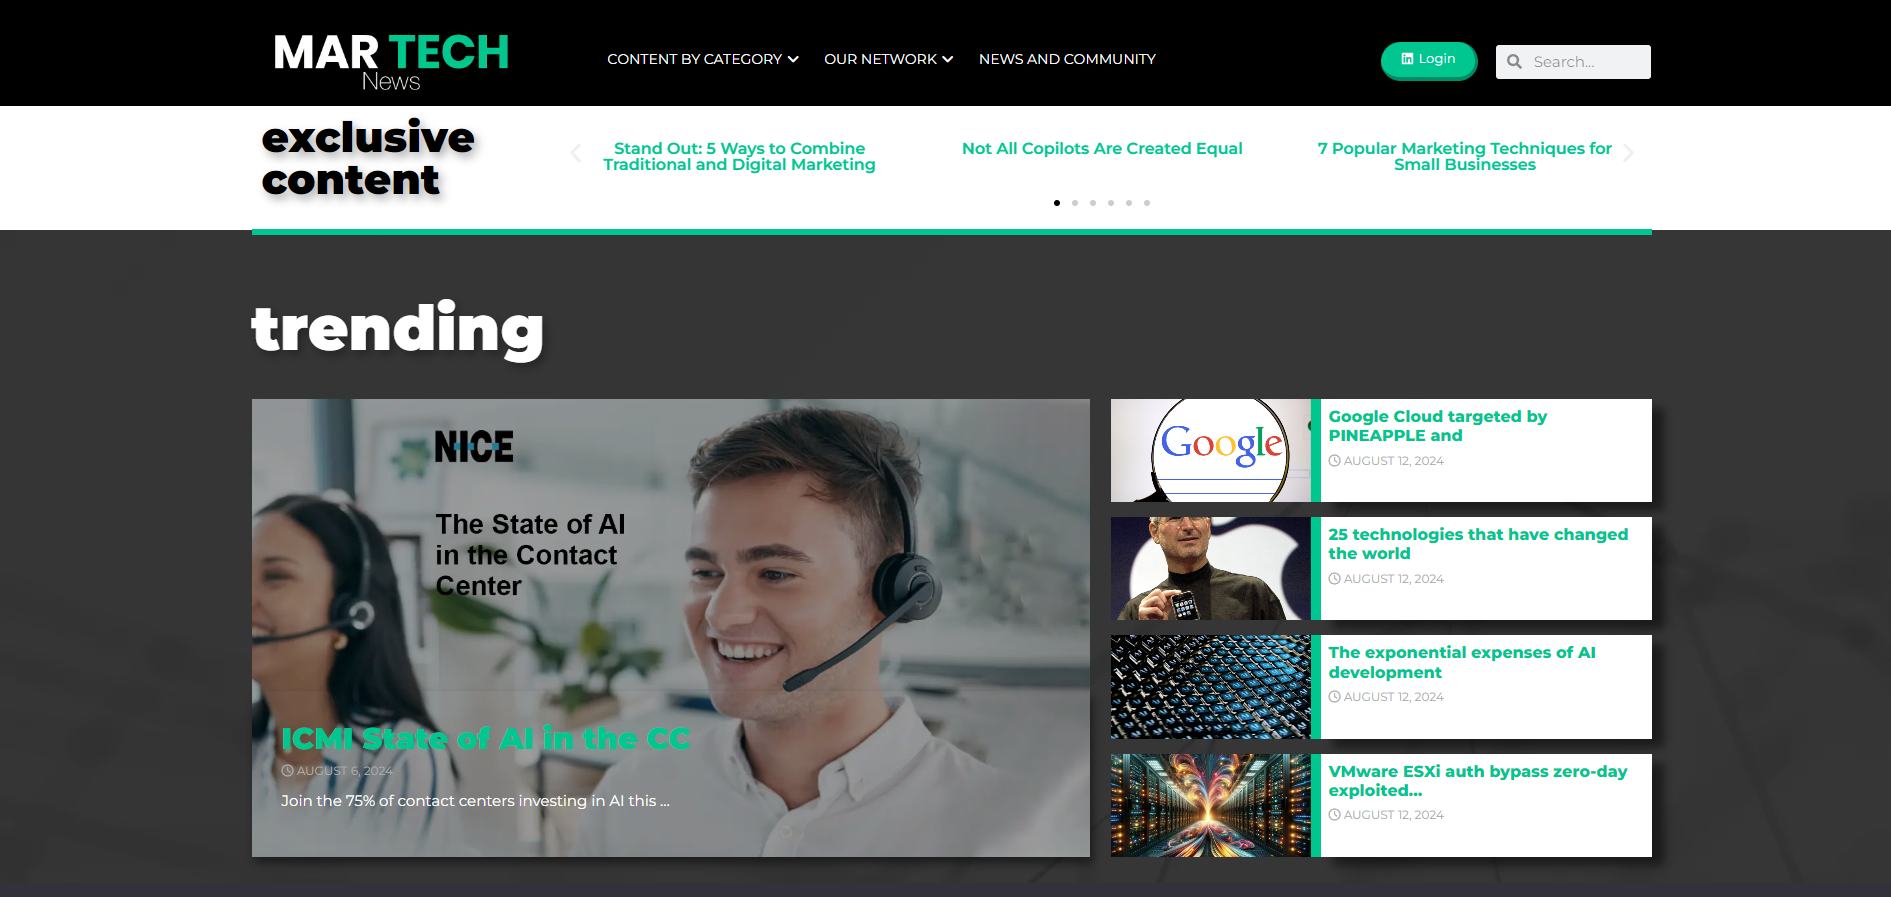 MAR TECH
News
CONTENT BY CATEGORY
OUR NETWORK
NEWS AND COMMUNITY
Login
Search...
exclusive
content
Stand Out: 5 Ways to Combine
Traditional and Digital Marketing
Not All Copilots Are Created Equal
7 Popular Marketing Techniques for
Small Businesses
trending
NICE
The State of AI
in the Contact
Center
ICMI State of AI in the CC
AUGUST 6, 2024
Join the 75% of contact centers investing in AI this ...
Google
Google Cloud targeted by
PINEAPPLE and
AUGUST 12, 2024
25 technologies that have changed
the world
AUGUST 12, 2024
The exponential expenses of AI
development
AUGUST 12, 2024
VMware ESXi auth bypass zero-day
exploited...
AUGUST 12, 2024